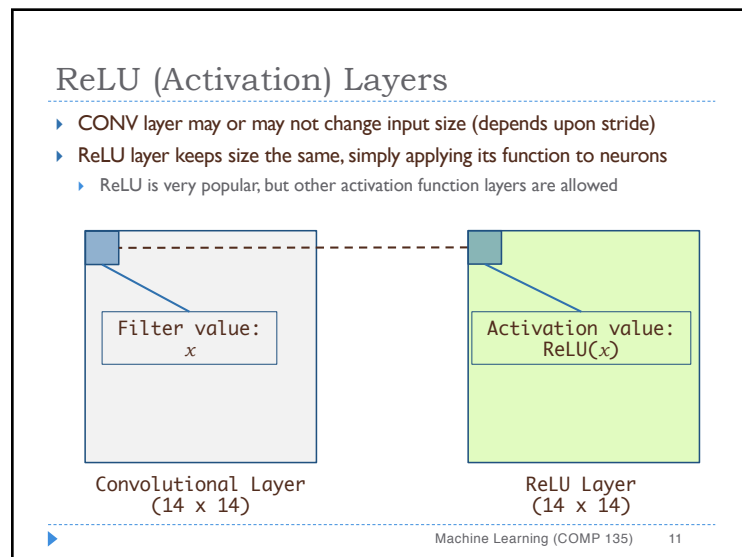 ReLU (Activation) Layers
CONV layer may or may not change input size (depends upon stride)
ReLU layer keeps size the same, simply applying its function to neurons
ReLU is very popular, but other activation function layers are allowed
Filter value:
x
Activation value:
ReLU(x)
Convolutional Layer
(14 x 14)
ReLU Layer
(14 x 14)
Machine Learning (COMP 135) 11